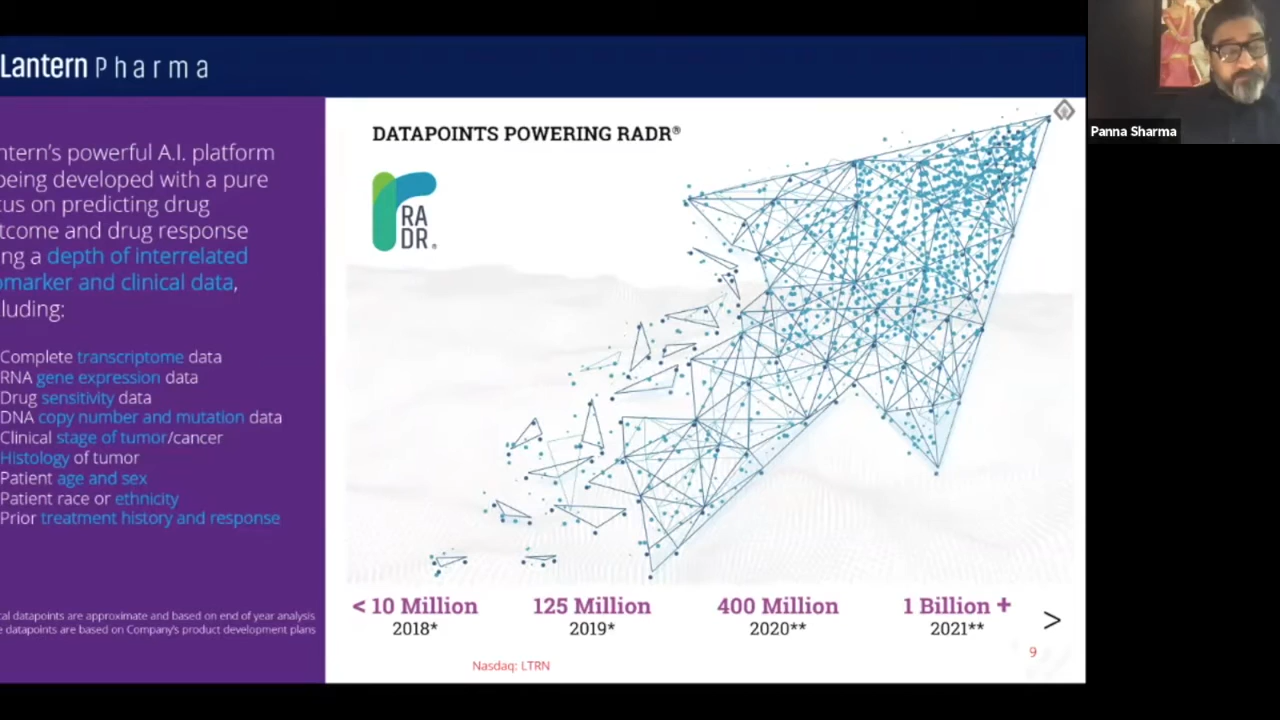 Lantern Pharma
ntern's powerful A.I. platform
being developed with a pure
cus on predicting drug
tcome and drug response
ing a depth of interrelated
omarker and clinical data,
luding:
Complete transcriptome data
RNA gene expression data
Drug sensitivity data
DNA copy number and mutation data
Clinical stage of tumor/cancer
Histology of tumor
Patient age and sex
Patient race or ethnicity
Prior treatment history and response
cal datapoints are approximate and based on end of year analysis
e datapoints are based on Company's product development plans
DATAPOINTS POWERING RADR®
RA
DR®
< 10 Million 125 Million 400 Million 1 Billion +
2018* 2019* 2020** 2021**
>
9
Nasdaq: LTRN
Panna Sharma